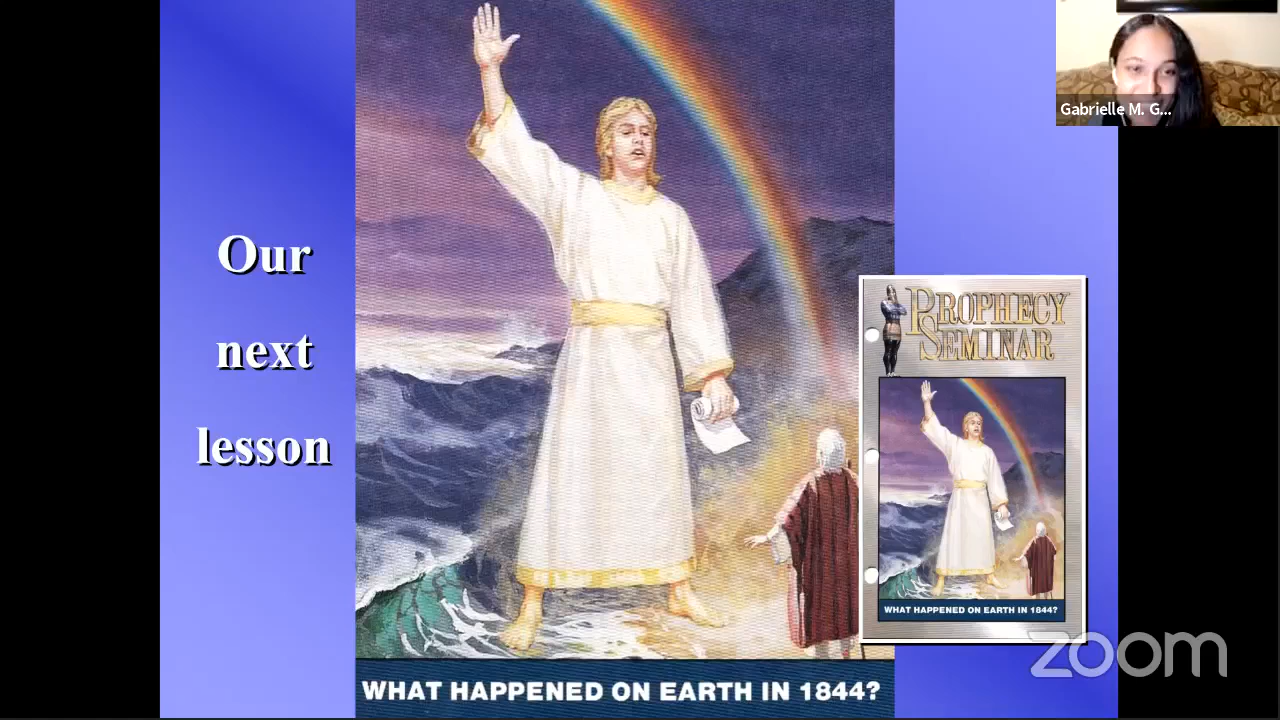 Our
next
lesson
WHAT HAPPENED ON EARTH IN 1844?
Gabrielle M. G...
PROPHECY
SEMINAR
WHAT HAPPENED ON EARTH IN 1844?
zoom